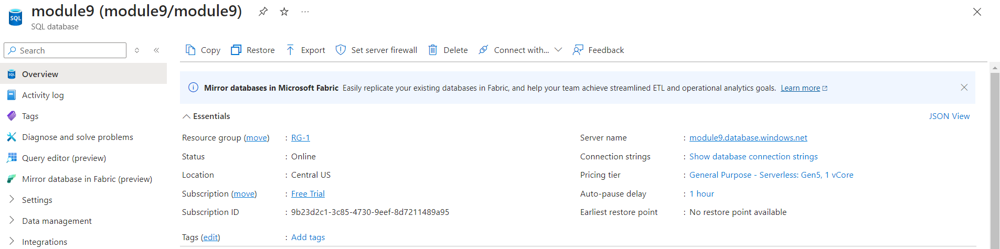 module9 (module9/module9)
SQL database
Search
Copy
Restore
Export
Set server firewall
Delete
Connect with...
Feedback
Overview
Activity log
Tags
Diagnose and solve problems
Query editor (preview)
Mirror database in Fabric (preview)
Settings
Data management
Integrations
Mirror databases in Microsoft Fabric Easily replicate your existing databases in Fabric, and help your team achieve streamlined ETL and operational analytics goals. Learn more
Essentials
JSON View
Resource group (move) : RG-1
Status : Online
Location : Central US
Subscription (move) : Free Trial
Subscription ID : 9b23d2c1-3c85-4730-9eef-8d7211489a95
Tags (edit) : Add tags
Server name : module9.database.windows.net
Connection strings : Show database connection strings
Pricing tier : General Purpose - Serverless: Gen5, 1 vCore
Auto-pause delay : 1 hour
Earliest restore point : No restore point available